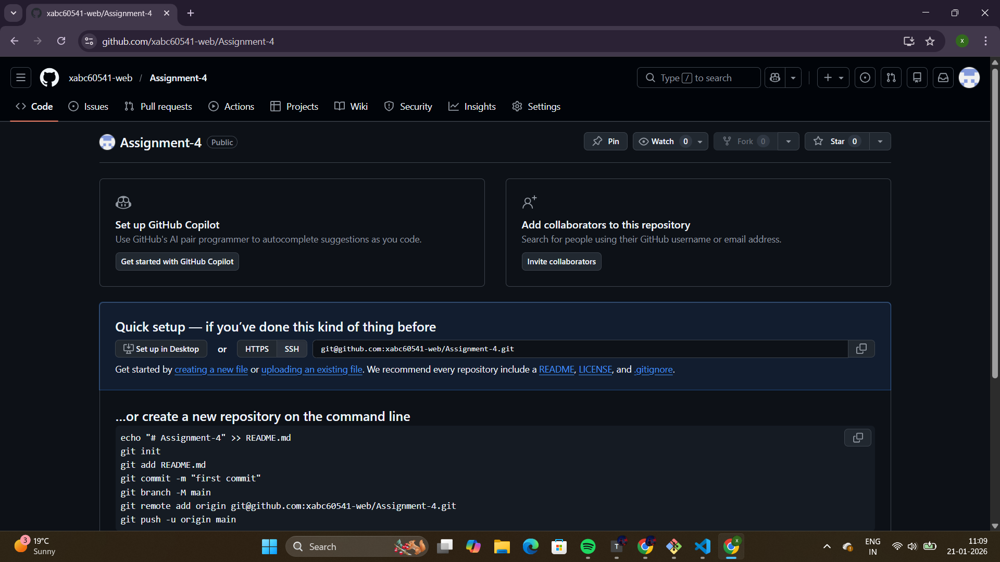 xabc60541-web/Assignment-4
github.com/xabc60541-web/Assignment-4
X
xabc60541-web / Assignment-4
Type / to search
Code Issues Pull requests Actions Projects Wiki Security Insights Settings
Assignment-4 Public
Pin Watch 0 Fork 0 Star 0
Set up GitHub Copilot
Use GitHub's AI pair programmer to autocomplete suggestions as you code.
Get started with GitHub Copilot
Add collaborators to this repository
Search for people using their GitHub username or email address.
Invite collaborators
Quick setup — if you’ve done this kind of thing before
Set up in Desktop or HTTPS SSH git@github.com:xabc60541-web/Assignment-4.git
Get started by creating a new file or uploading an existing file. We recommend every repository include a README, LICENSE, and .gitignore.
…or create a new repository on the command line
echo "# Assignment-4" >> README.md
git init
git add README.md
git commit -m "first commit"
git branch -M main
git remote add origin git@github.com:xabc60541-web/Assignment-4.git
git push -u origin main
3
19°C
Sunny
Search
T
X
ENG
IN
11:09
21-01-2026